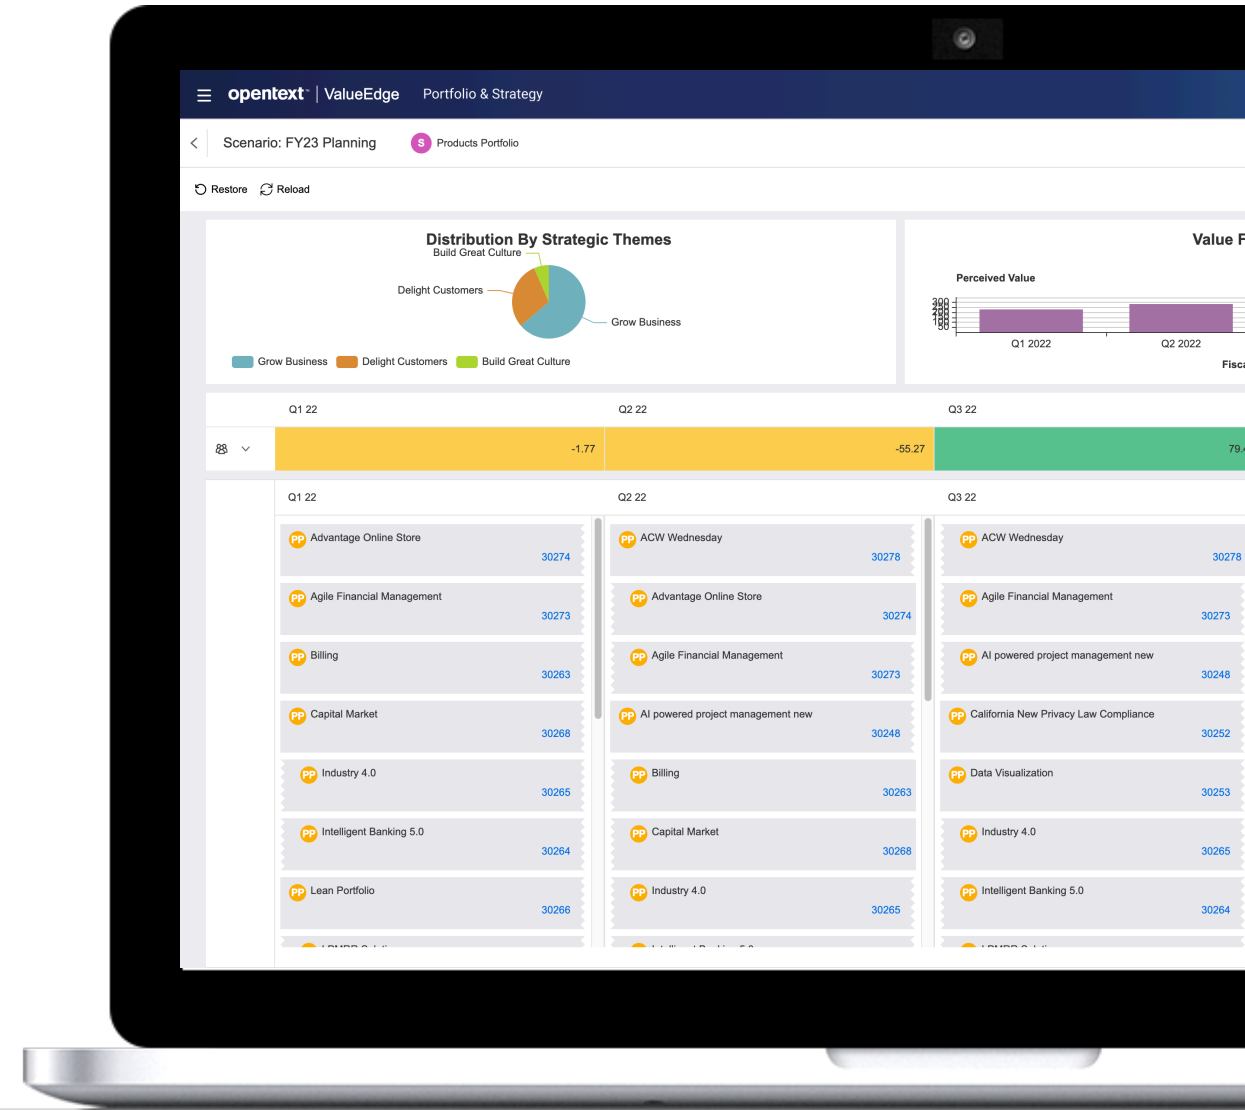 opentext™ | ValueEdge Portfolio & Strategy
Scenario: FY23 Planning S Products Portfolio
Restore Reload
Distribution By Strategic Themes
Build Great Culture
Delight Customers
Grow Business
Grow Business Delight Customers Build Great Culture
Value F
Perceived Value
300
250
200
150
100
50
Q1 2022 Q2 2022
Fisca
Q1 22 Q2 22 Q3 22
-1.77 -55.27 79.4
Q1 22 Q2 22 Q3 22
PP Advantage Online Store
30274
PP Agile Financial Management
30273
PP Billing
30263
PP Capital Market
30268
PP Industry 4.0
30265
PP Intelligent Banking 5.0
30264
PP Lean Portfolio
30266
PP ACW Wednesday
30278
PP Advantage Online Store
30274
PP Agile Financial Management
30273
PP AI powered project management new
30248
PP Billing
30263
PP Capital Market
30268
PP Industry 4.0
30265
PP ACW Wednesday
30278
PP Agile Financial Management
30273
PP AI powered project management new
30248
PP California New Privacy Law Compliance
30252
PP Data Visualization
30253
PP Industry 4.0
30265
PP Intelligent Banking 5.0
30264